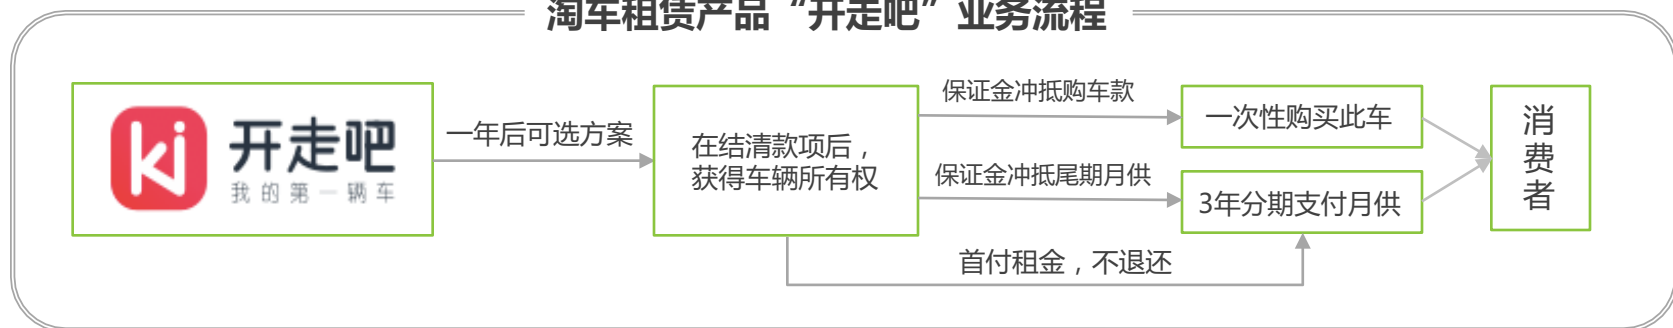 淘车租赁产品“开走吧”业务流程
ki
开走吧
我的第一辆车
一年后可选方案
在结清款项后，
获得车辆所有权
保证金冲抵购车款
保证金冲抵尾期月供
首付租金，不退还
一次性购买此车
3年分期支付月供
消
费
者